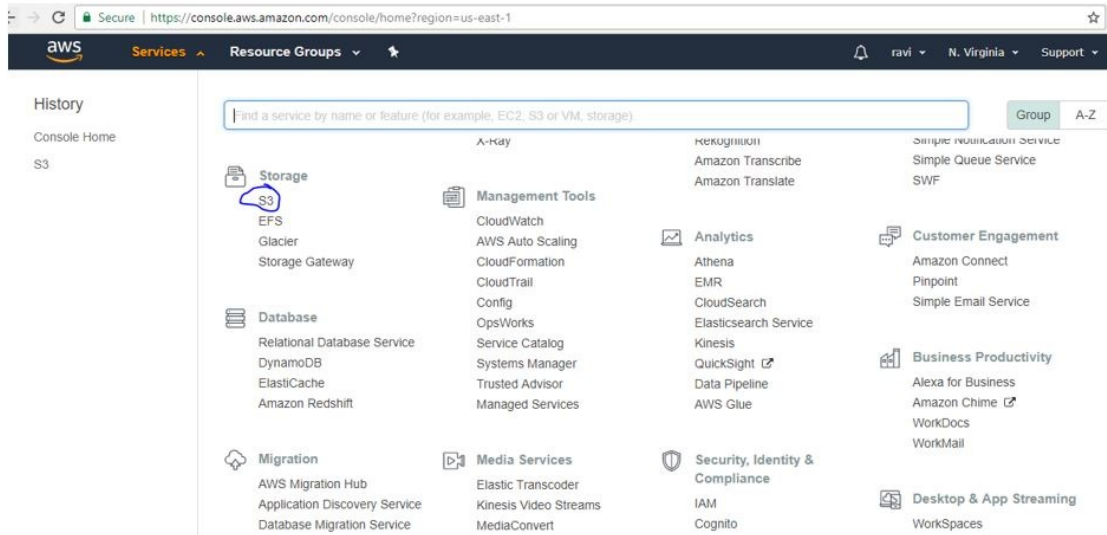 Secure | https://console.aws.amazon.com/console/home?region=us-east-1
aws Services Resource Groups ravi N. Virginia Support
History
Console Home
S3
Find a service by name or feature (for example, EC2, S3 or VM, storage).
Group A-Z
Storage
S3
EFS
Glacier
Storage Gateway
Database
Relational Database Service
DynamoDB
ElastiCache
Amazon Redshift
Migration
AWS Migration Hub
Application Discovery Service
Database Migration Service
X-Ray
Management Tools
CloudWatch
AWS Auto Scaling
CloudFormation
CloudTrail
Config
OpsWorks
Service Catalog
Systems Manager
Trusted Advisor
Managed Services
Media Services
Elastic Transcoder
Kinesis Video Streams
MediaConvert
Rekognition
Amazon Transcribe
Amazon Translate
Analytics
Athena
EMR
CloudSearch
Elasticsearch Service
Kinesis
QuickSight
Data Pipeline
AWS Glue
Security, Identity &
Compliance
IAM
Cognito
Simple Notification Service
Simple Queue Service
SWF
Customer Engagement
Amazon Connect
Pinpoint
Simple Email Service
Business Productivity
Alexa for Business
Amazon Chime
WorkDocs
WorkMail
Desktop & App Streaming
WorkSpaces